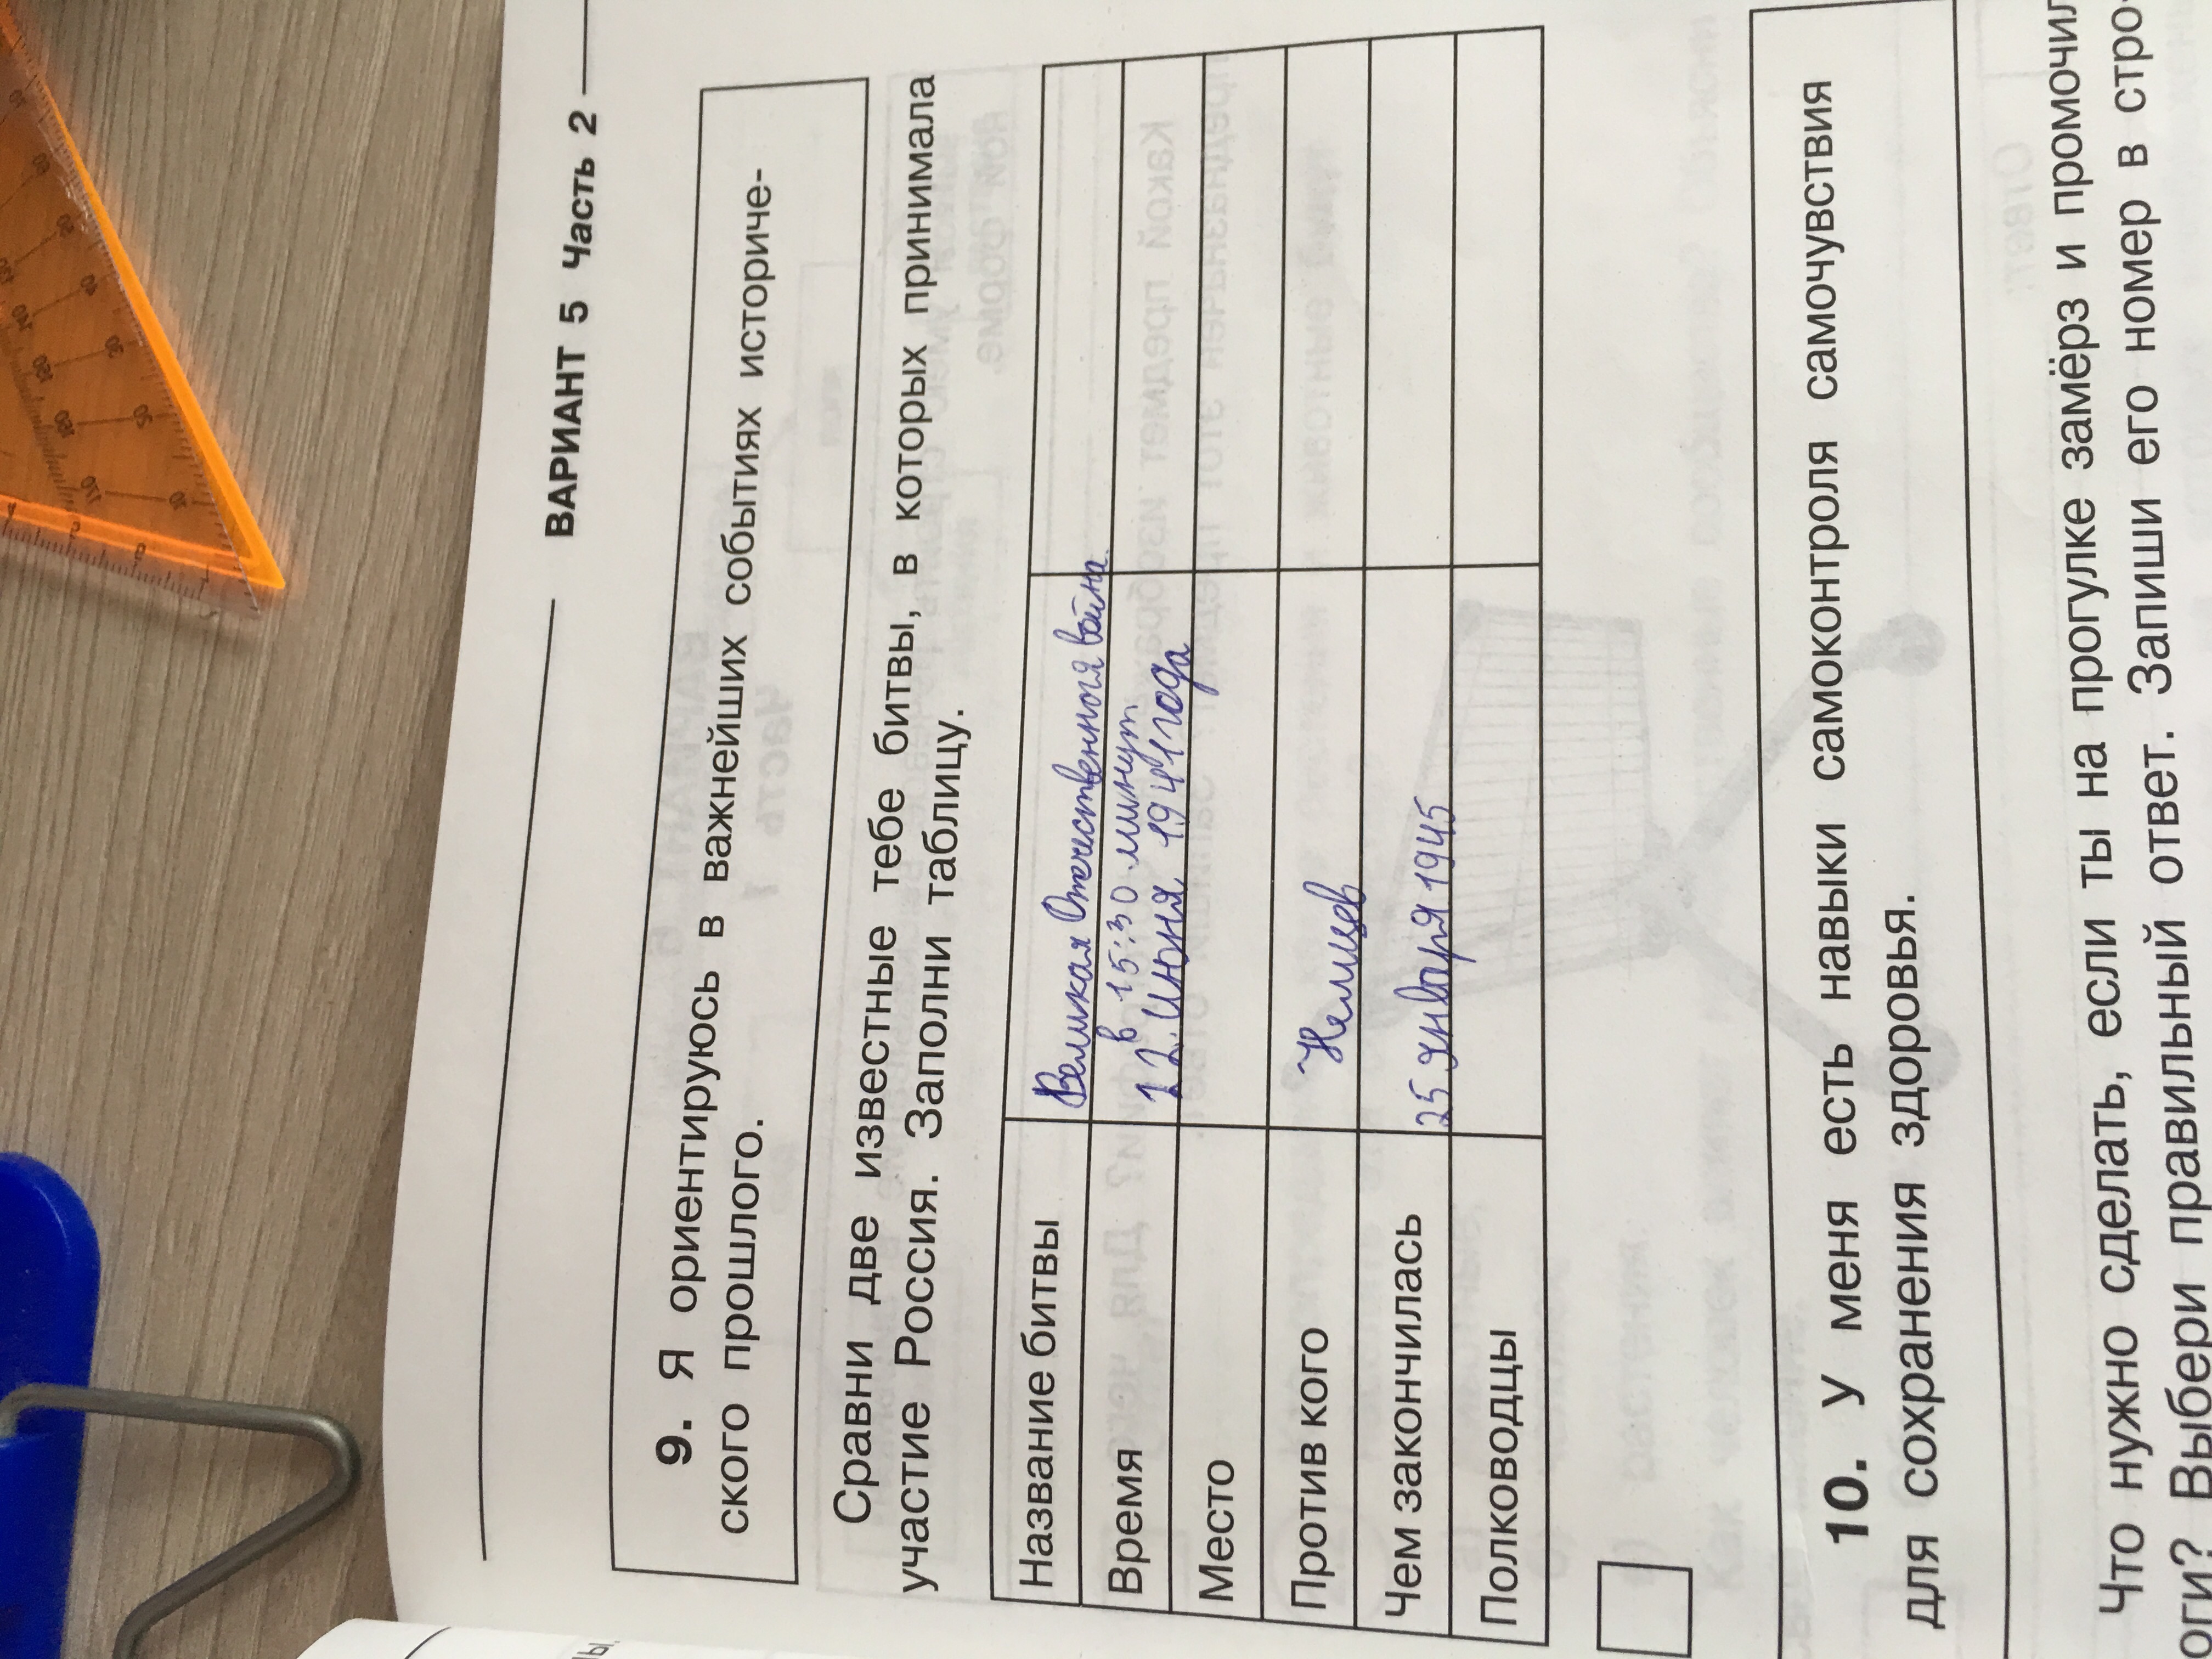 ВАРИАНТ 5 Часть 2
9. Я ориентируюсь в важнейших событиях историче-
ского прошлого.
Сравни две известные тебе битвы, в которых принимала
участие Россия. Заполни таблицу.
Название битвы Великая Отечественная война
Время в 15:30 минут
22 июня 1941 года
Место
Против кого Немцев
Чем закончилась 25 января 1945
Полководцы
10. У меня есть навыки самоконтроля самочувствия
для сохранения здоровья.
Что нужно сделать, если ты на прогулке замёрз и промочил
оги? Выбери правильный ответ. Запиши его номер в стро